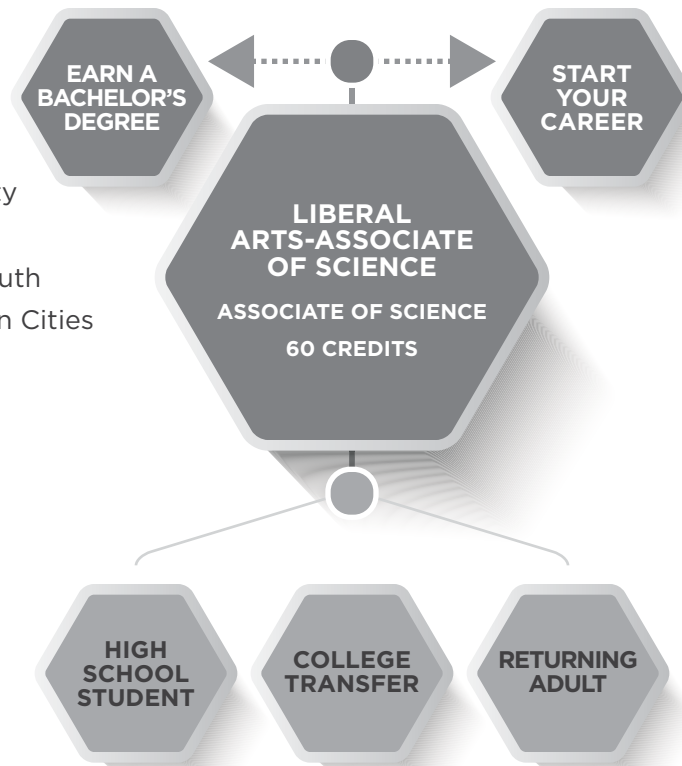 EARN A
BACHELOR'S
DEGREE
START
YOUR
CAREER
LIBERAL
ARTS-ASSOCIATE
OF SCIENCE
ASSOCIATE OF SCIENCE
60 CREDITS
Cities
HIGH
SCHOOL
STUDENT
COLLEGE
TRANSFER
RETURNING
ADULT